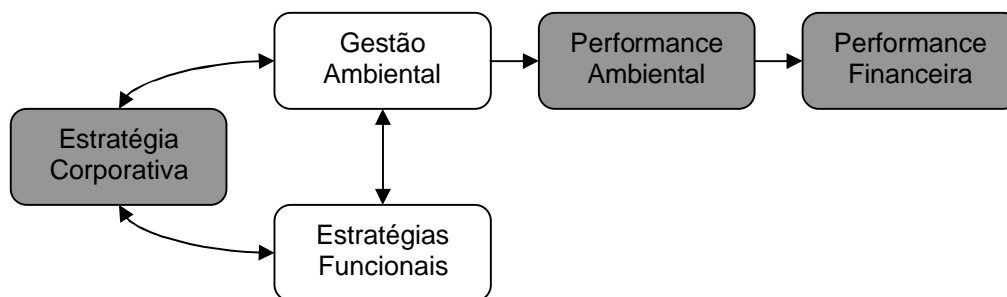 Gestão
Ambiental
Performance
Ambiental
Performance
Financeira
Estratégia
Corporativa
Estratégias
Funcionais